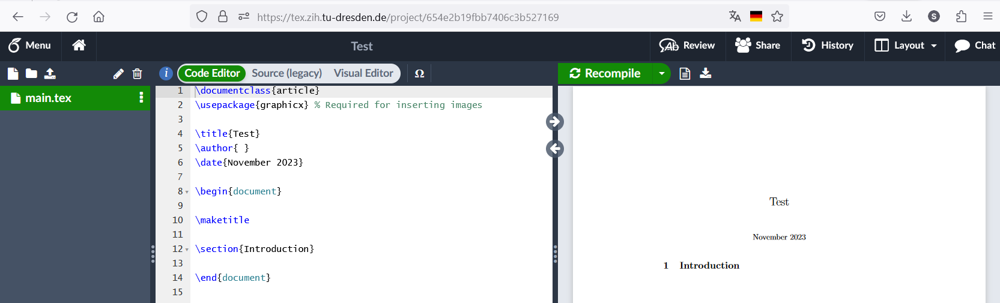 https://tex.zih.tu-dresden.de/project/654e2b19fbb7406c3b527169
S
Menu
Test
Review
Share
History
Layout
Chat
i
Code Editor
Source (legacy)
Visual Editor
Ω
Recompile
main.tex
1 \documentclass{article}
2 \usepackage{graphicx} % Required for inserting images
3
4 \title{Test}
5 \author{ }
6 \date{November 2023}
7
8 \begin{document}
9
10 \maketitle
11
12 \section{Introduction}
13
14 \end{document}
15
Test
November 2023
1 Introduction